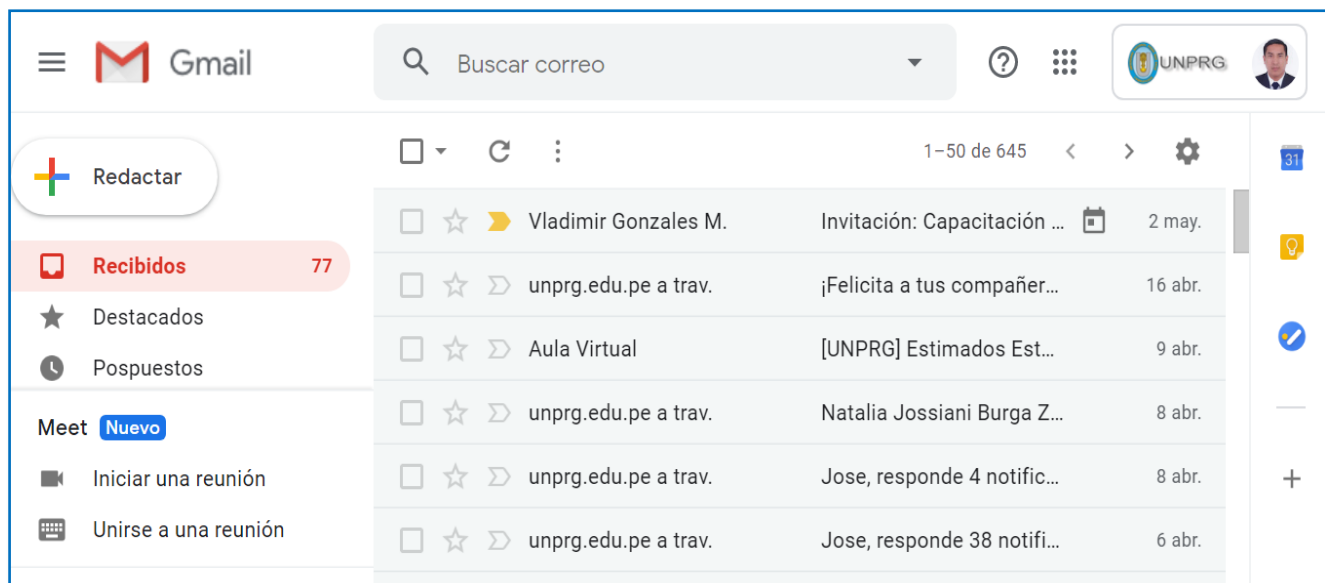 Gmail
Buscar correo
UNPRG
Redactar
1–50 de 645
Recibidos 77
Destacados
Pospuestos
Meet Nuevo
Iniciar una reunión
Unirse a una reunión
Vladimir Gonzales M. Invitación: Capacitación ... 2 may.
unprg.edu.pe a trav. ¡Felicita a tus compañer... 16 abr.
Aula Virtual [UNPRG] Estimados Est... 9 abr.
unprg.edu.pe a trav. Natalia Jossiani Burga Z... 8 abr.
unprg.edu.pe a trav. Jose, responde 4 notific... 8 abr.
unprg.edu.pe a trav. Jose, responde 38 notifi... 6 abr.
31